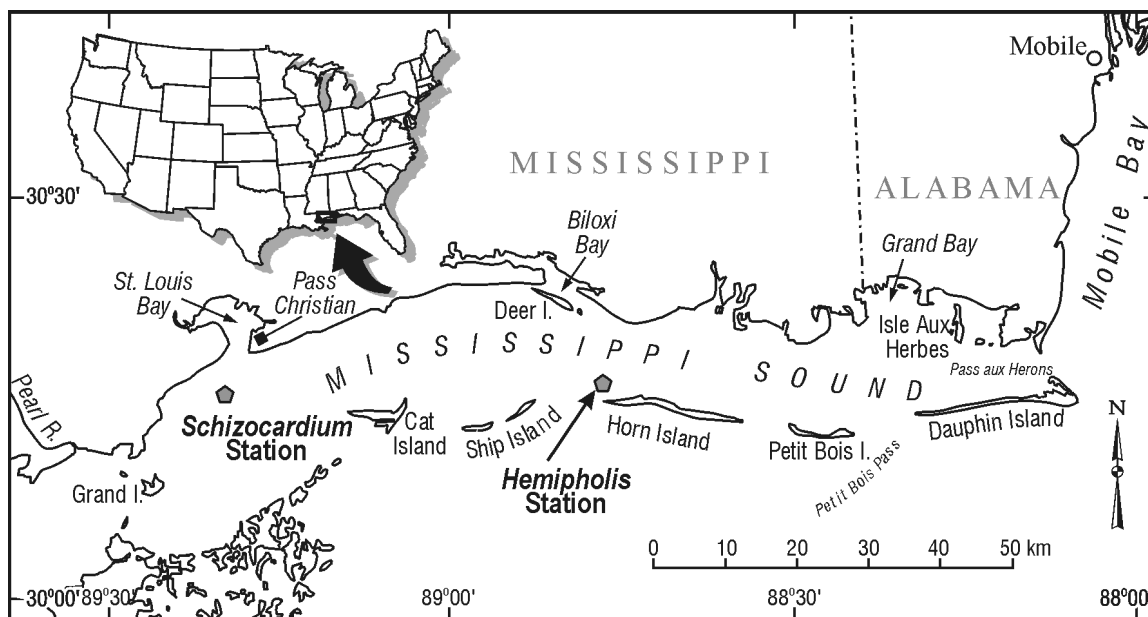 Mobile
Mobile Bay
MISSISSIPPI
ALABAMA
30°30'
Biloxi
Bay
Grand Bay
St. Louis
Bay
Pass
Christian
Deer I.
Isle Aux
Herbes
MISSISSIPPI SOUND
Pass aux Herons
Pearl R.
Schizocardium
Station
Cat
Island
Ship Island
Horn Island
Petit Bois I.
Dauphin Island
N
Hemipholis
Station
Petit Bois Pass
Grand I.
0 10 20 30 40 50 km
30°00'
89°30'
89°00'
88°30'
88°00'